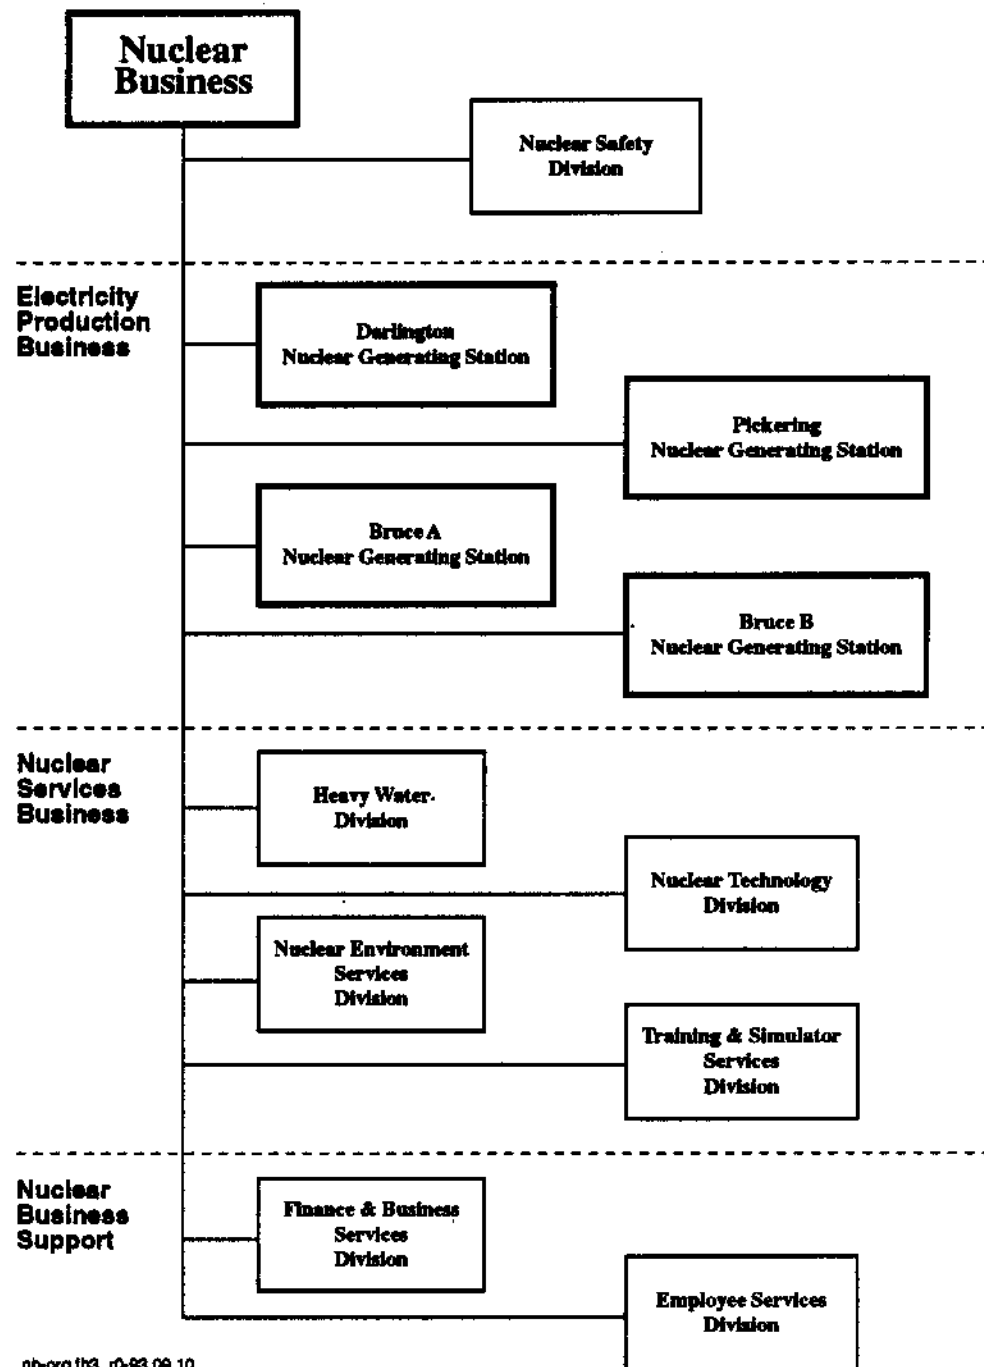 Nuclear
Business
Nuclear Safety
Division
Electricity
Production
Business
Darlington
Nuclear Generating Station
Pickering
Nuclear Generating Station
Bruce A
Nuclear Generating Station
Bruce B
Nuclear Generating Station
Nuclear
Services
Business
Heavy Water
Division
Nuclear Technology
Division
Nuclear Environment
Services
Division
Training & Simulator
Services
Division
Nuclear
Business
Support
Finance & Business
Services
Division
Employee Services
Division